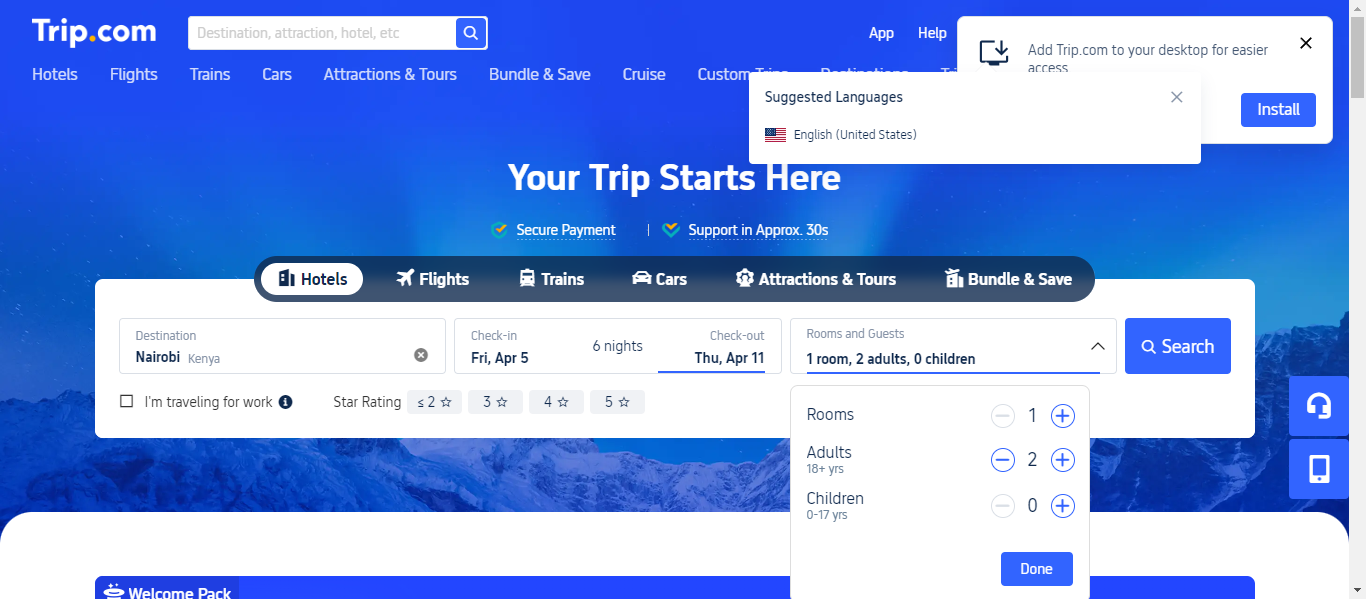 Trip.com
Destination, attraction, hotel, etc
App
Help
Add Trip.com to your desktop for easier
access
Install
Hotels
Flights
Trains
Cars
Attractions & Tours
Bundle & Save
Cruise
Custom Trips
Destinations
Suggested Languages
English (United States)
Your Trip Starts Here
Secure Payment
Support in Approx. 30s
Hotels
Flights
Trains
Cars
Attractions & Tours
Bundle & Save
Destination
Nairobi Kenya
Check-in
Fri, Apr 5
6 nights
Check-out
Thu, Apr 11
Rooms and Guests
1 room, 2 adults, 0 children
Search
I'm traveling for work
Star Rating
≤ 2
3
4
5
Rooms
1
Adults
18+ yrs
2
Children
0-17 yrs
0
Done
Welcome Pack